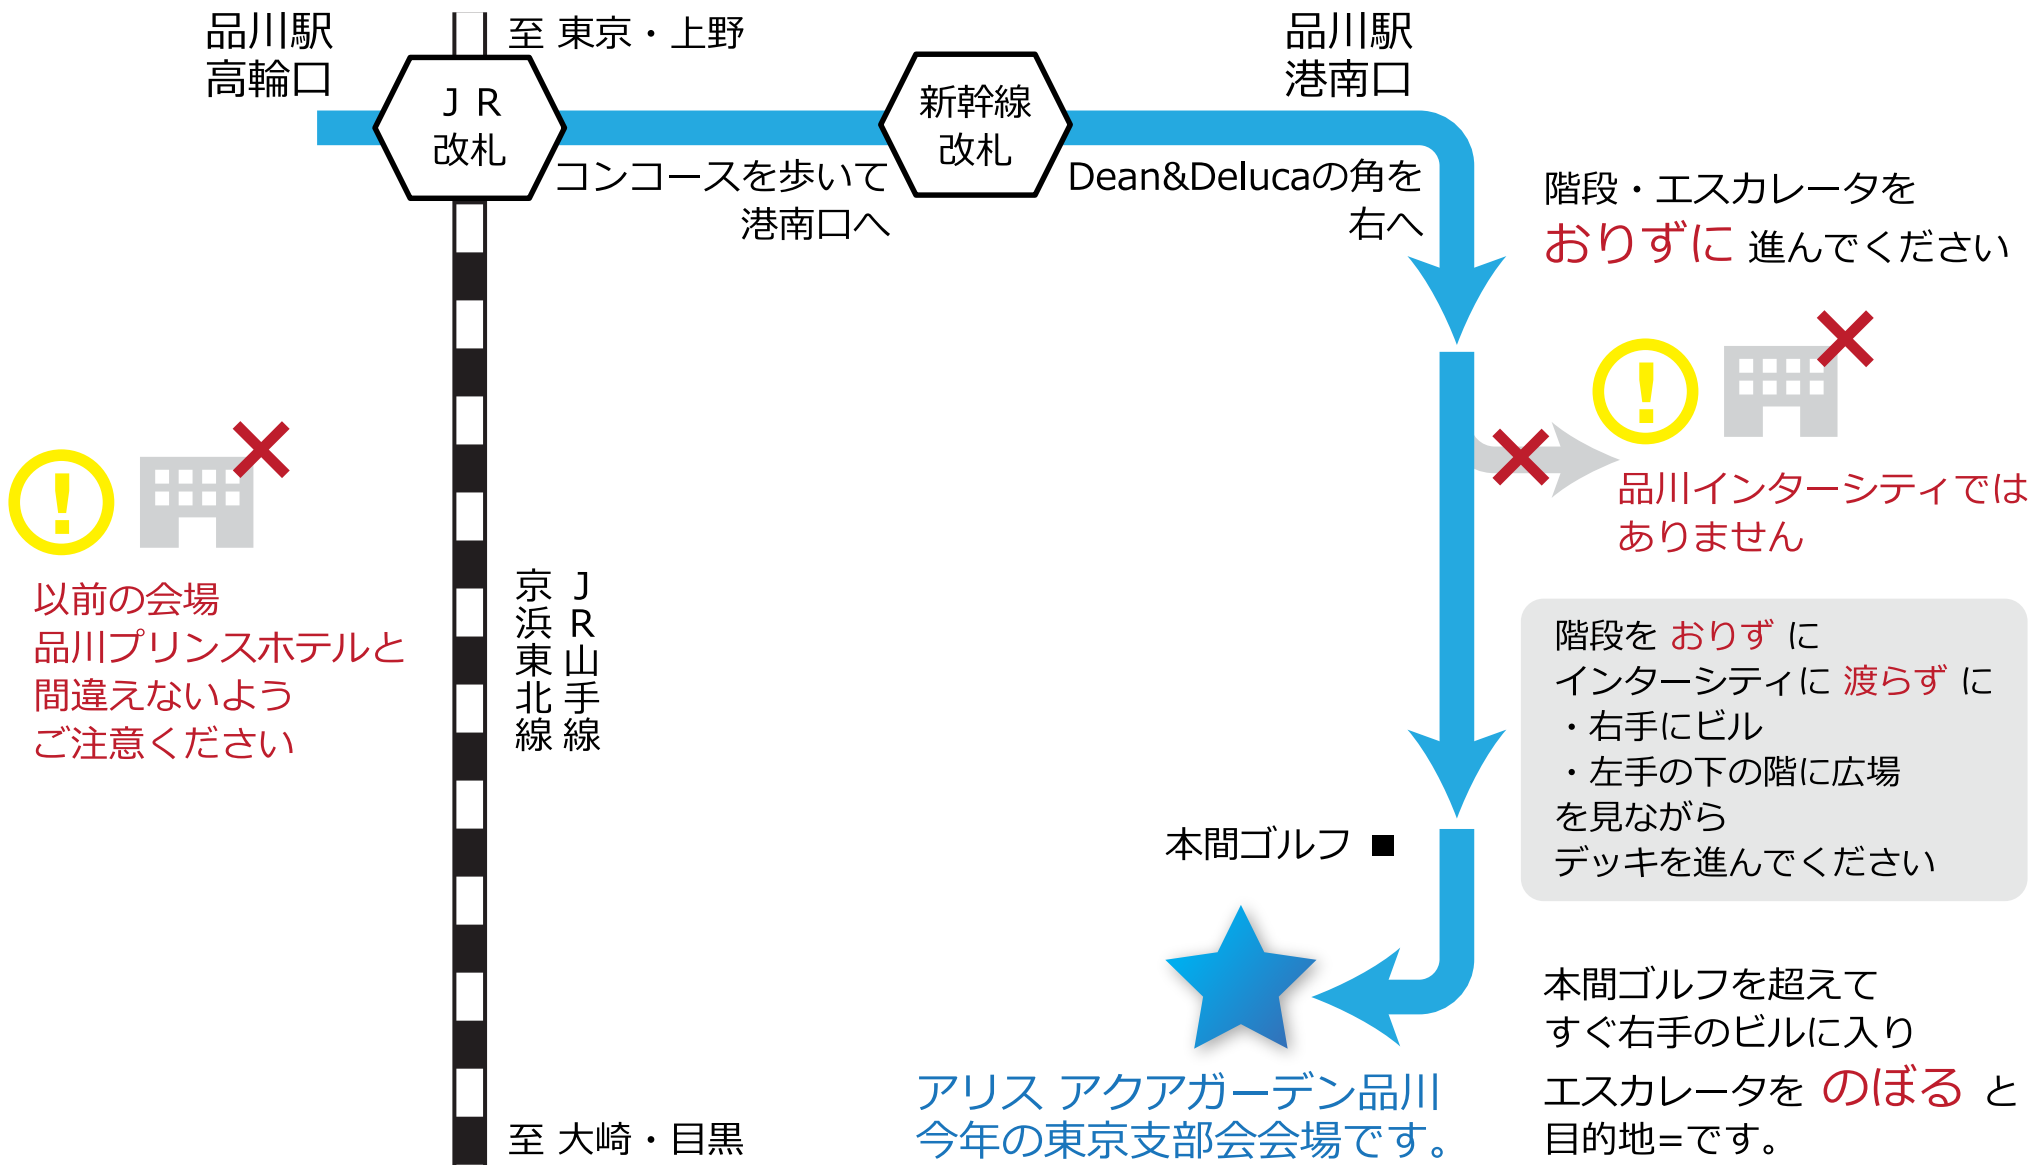 品川駅
高輪口
至 東京・上野
JR
改札
コンコースを歩いて
港南口へ
新幹線
改札
品川駅
港南口
Dean&Delucaの角を
右へ
階段・エスカレータを
おりずに 進んでください
!
品川インターシティでは
ありません
!
以前の会場
品川プリンスホテルと
間違えないよう
ご注意ください
JR山手線
京浜東北線
階段を おりず に
インターシティに 渡らず に
・右手にビル
・左手の下の階に広場
を見ながら
デッキを進んでください
本間ゴルフ ■
本間ゴルフを超えて
すぐ右手のビルに入り
エスカレータを のぼる と
目的地=です。
アリス アクアガーデン品川
今年の東京支部会会場です。
至 大崎・目黒